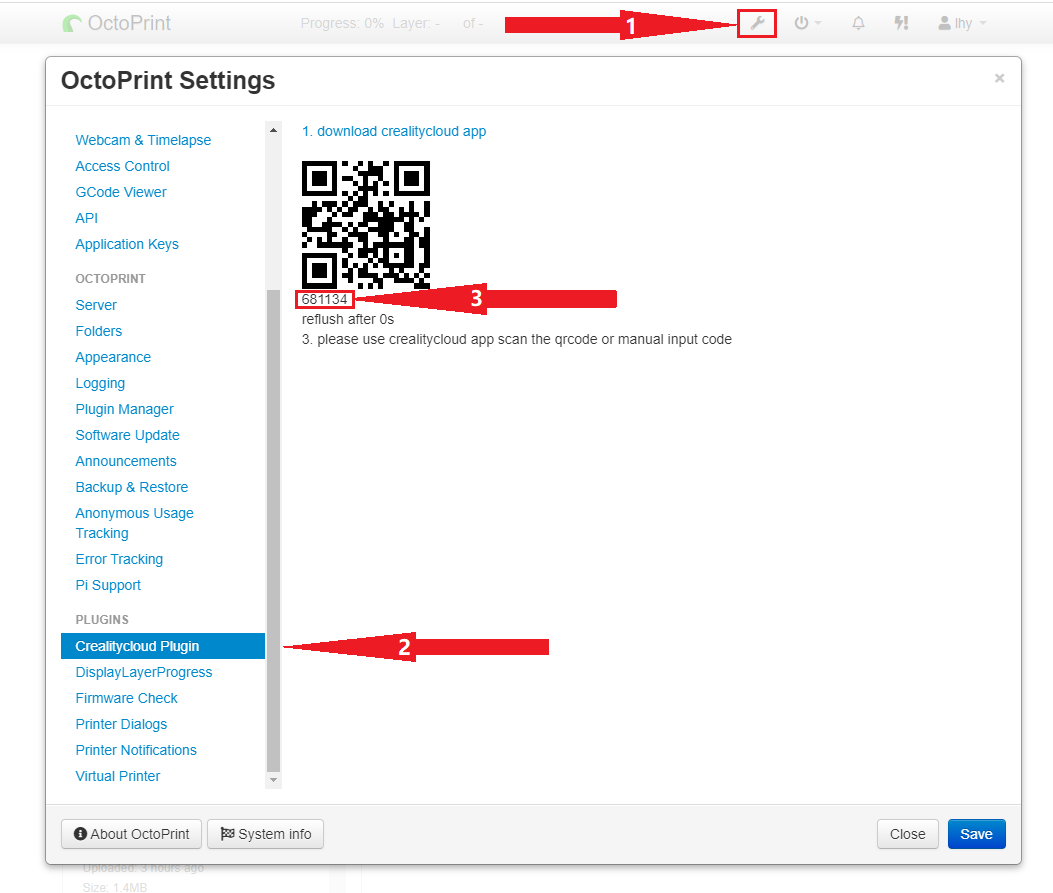 OctoPrint
Progress: 0% Layer: - of -
1
lhy
OctoPrint Settings
×
Webcam & Timelapse
Access Control
GCode Viewer
API
Application Keys
OCTOPRINT
Server
Folders
Appearance
Logging
Plugin Manager
Software Update
Announcements
Backup & Restore
Anonymous Usage
Tracking
Error Tracking
Pi Support
PLUGINS
Crealitycloud Plugin
2
DisplayLayerProgress
Firmware Check
Printer Dialogs
Printer Notifications
Virtual Printer
1. download crealitycloud app
681134
3
reflush after 0s
3. please use crealitycloud app scan the qrcode or manual input code
About OctoPrint
System info
Close
Save
Uploaded: 3 hours ago
Size: 1.4MB